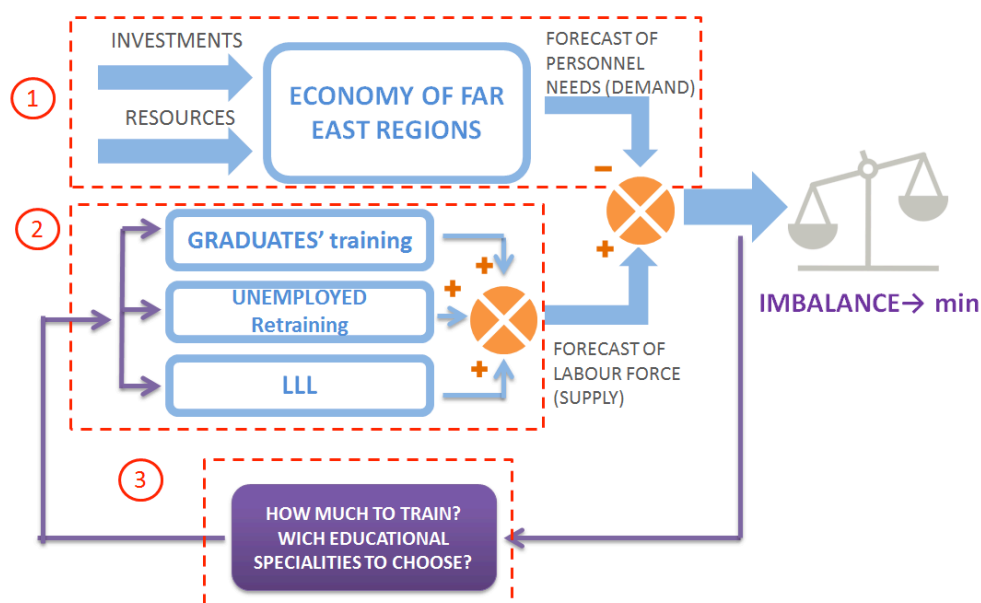 INVESTMENTS
RESOURCES
1
ECONOMY OF FAR
EAST REGIONS
FORECAST OF
PERSONNEL
NEEDS (DEMAND)
–
+
2
GRADUATES’ training
UNEMPLOYED
Retraining
LLL
+
+
+
FORECAST OF
LABOUR FORCE
(SUPPLY)
IMBALANCE→ min
3
HOW MUCH TO TRAIN?
WICH EDUCATIONAL
SPECIALITIES TO CHOOSE?